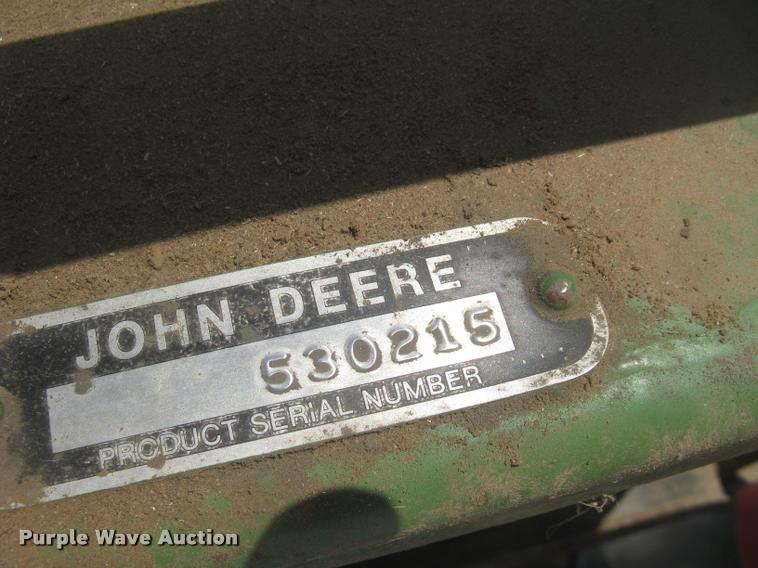 JOHN DEERE
530215
PRODUCT SERIAL NUMBER
Purple Wave Auction